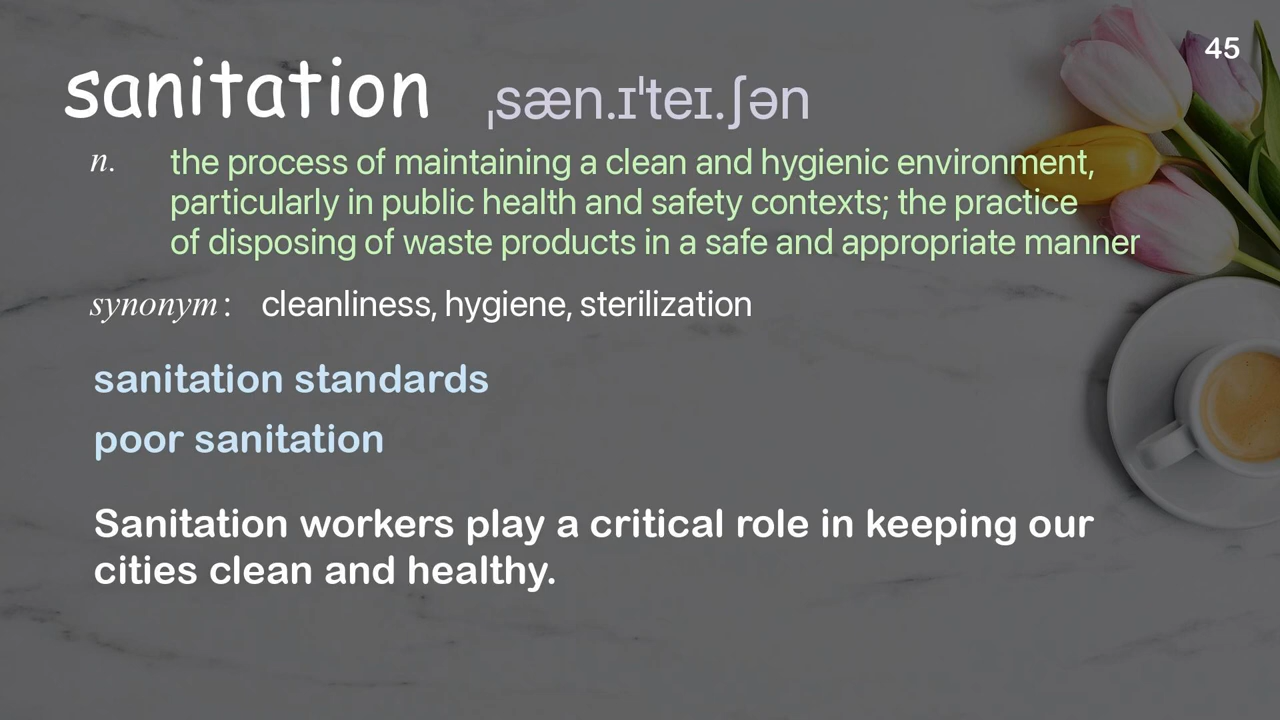 45
sanitation ˌsæn.ɪˈteɪ.ʃən
n. the process of maintaining a clean and hygienic environment,
particularly in public health and safety contexts; the practice
of disposing of waste products in a safe and appropriate manner
synonym: cleanliness, hygiene, sterilization
sanitation standards
poor sanitation
Sanitation workers play a critical role in keeping our
cities clean and healthy.